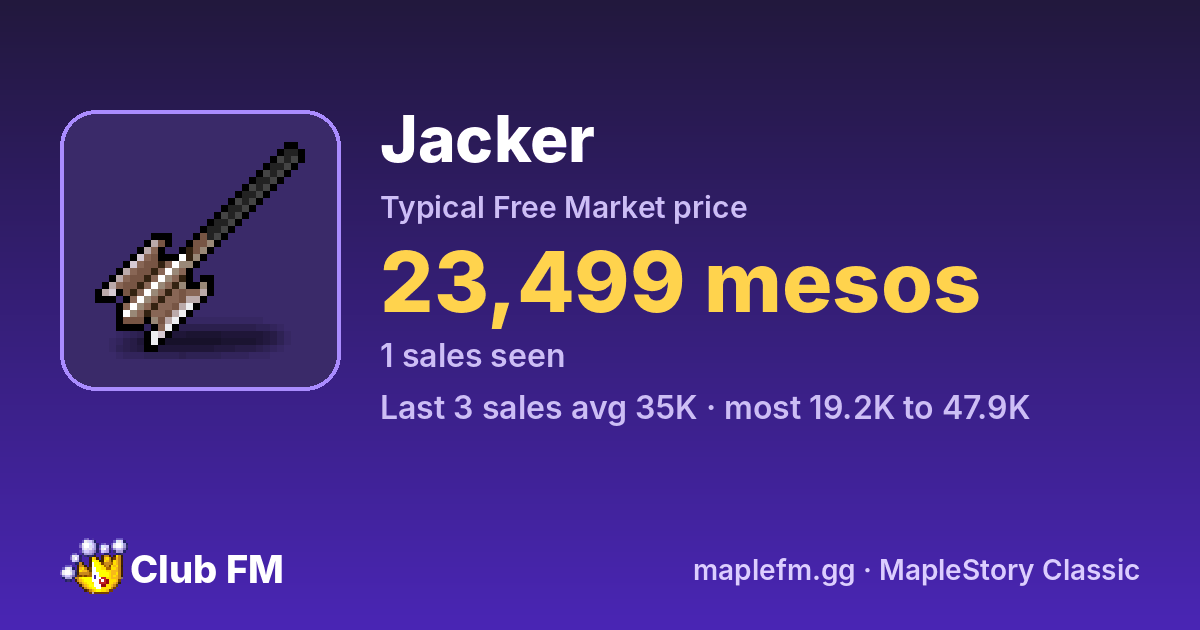 Jacker
Typical Free Market price
23,499 mesos
1 sales seen
Last 3 sales avg 35K · most 19.2K to 47.9K
Club FM
maplefm.gg · MapleStory Classic